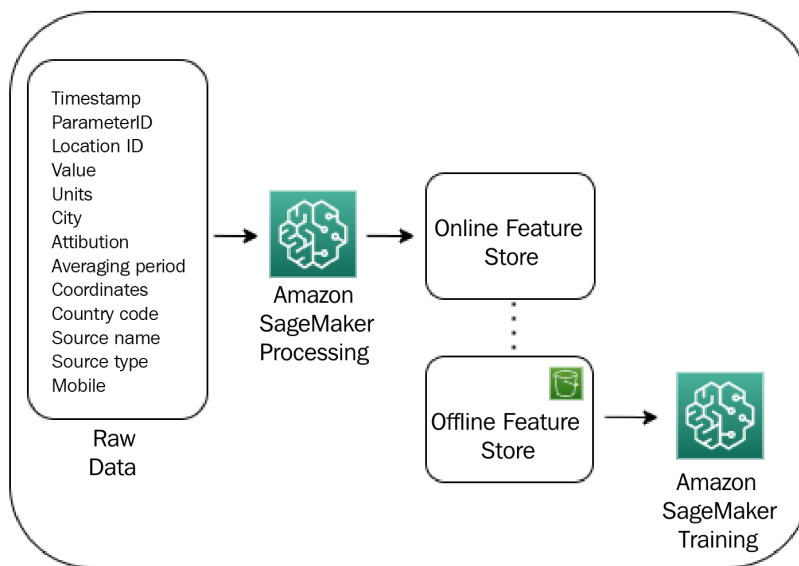 Timestamp
ParameterID
Location ID
Value
Units
City
Attibution
Averaging period
Coordinates
Country code
Source name
Source type
Mobile
Raw
Data
Amazon
SageMaker
Processing
Online Feature
Store
Offline Feature
Store
Amazon
SageMaker
Training